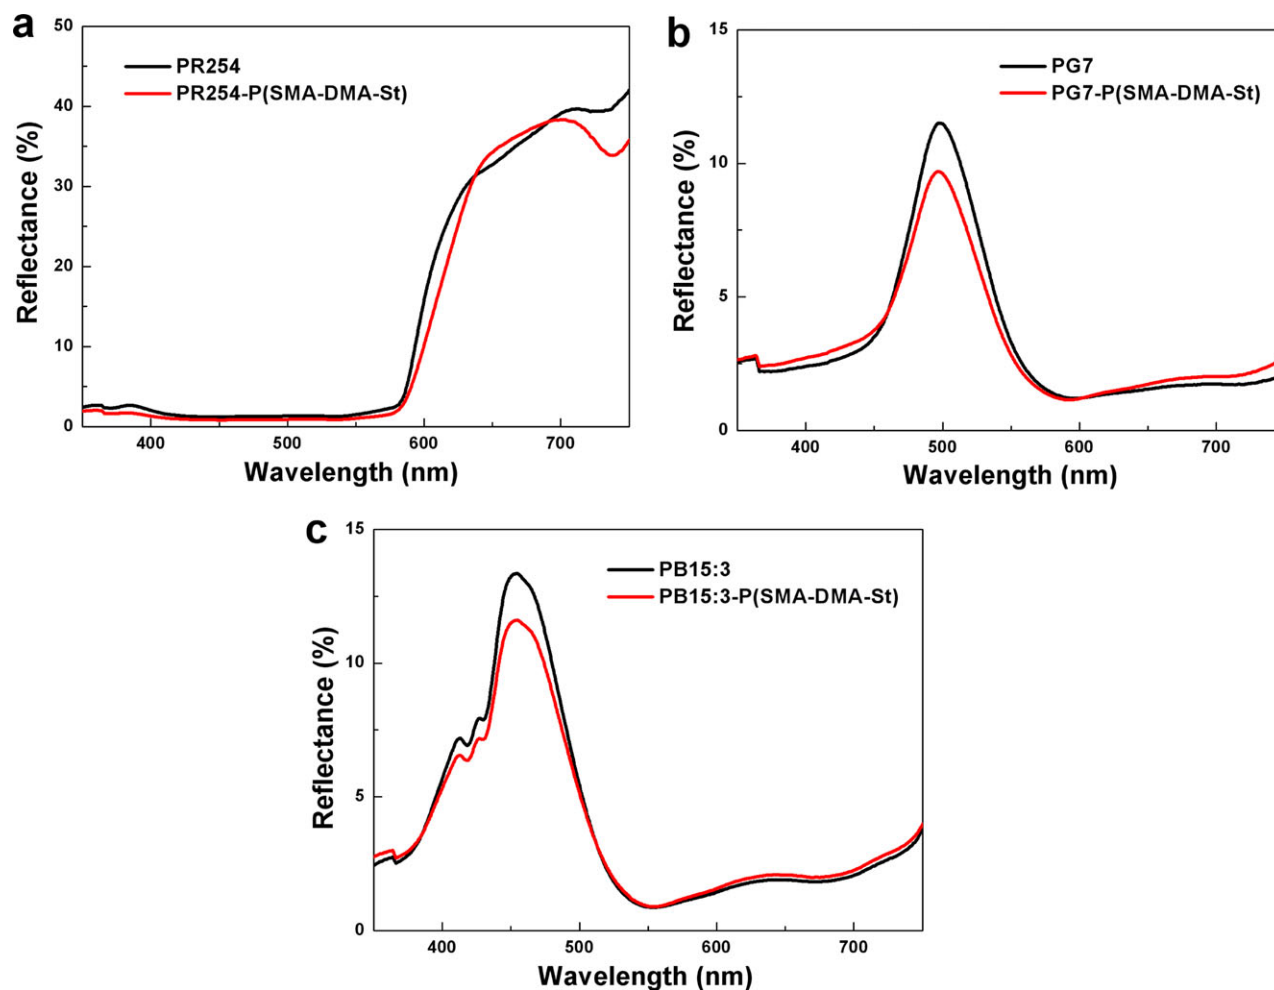 a
50
40
30
20
10
0
PR254
PR254-P(SMA-DMA-St)
Reflectance (%)
400
500
600
700
Wavelength (nm)
b
15
10
5
0
PG7
PG7-P(SMA-DMA-St)
Reflectance (%)
400
500
600
700
Wavelength (nm)
c
15
10
5
0
PB15:3
PB15:3-P(SMA-DMA-St)
Reflectance (%)
400
500
600
700
Wavelength (nm)